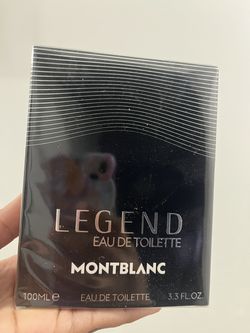 LEGEND
EAU DE TOILETTE
MONTBLANC
100ML℮ EAU DE TOILETTE 3.3 FL.OZ.